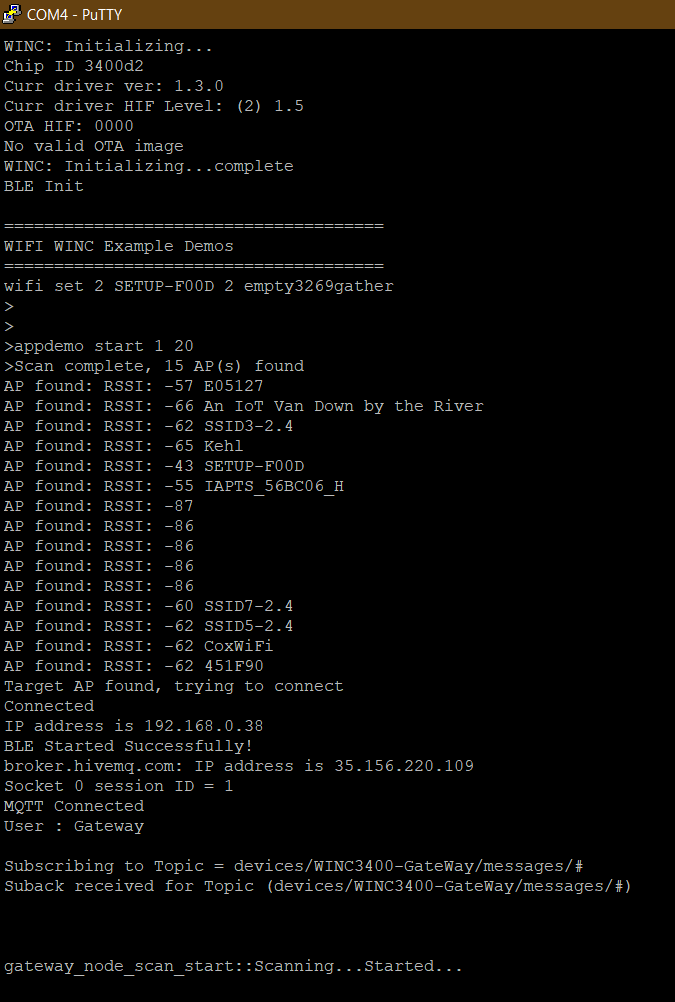 COM4 - PuTTY
WINC: Initializing...
Chip ID 3400d2
Curr driver ver: 1.3.0
Curr driver HIF Level: (2) 1.5
OTA HIF: 0000
No valid OTA image
WINC: Initializing...complete
BLE Init
======================================
WIFI WINC Example Demos
======================================
wifi set 2 SETUP-F00D 2 empty3269gather
>
>
>appdemo start 1 20
>Scan complete, 15 AP(s) found
AP found: RSSI: -57 E05127
AP found: RSSI: -66 An IoT Van Down by the River
AP found: RSSI: -62 SSID3-2.4
AP found: RSSI: -65 Kehl
AP found: RSSI: -43 SETUP-F00D
AP found: RSSI: -55 IAPTS_56BC06_H
AP found: RSSI: -87
AP found: RSSI: -86
AP found: RSSI: -86
AP found: RSSI: -86
AP found: RSSI: -86
AP found: RSSI: -60 SSID7-2.4
AP found: RSSI: -62 SSID5-2.4
AP found: RSSI: -62 CoxWiFi
AP found: RSSI: -62 451F90
Target AP found, trying to connect
Connected
IP address is 192.168.0.38
BLE Started Successfully!
broker.hivemq.com: IP address is 35.156.220.109
Socket 0 session ID = 1
MQTT Connected
User : Gateway
Subscribing to Topic = devices/WINC3400-GateWay/messages/#
Suback received for Topic (devices/WINC3400-GateWay/messages/#)
gateway_node_scan_start::Scanning...Started...